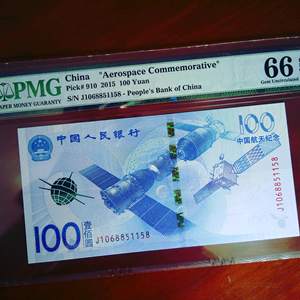 PMG
PAPER MONEY GUARANTY
China "Aerospace Commemorative"
Pick# 910 2015 100 Yuan
S/N J1068851158 - People's Bank of China
66
Gem Uncirculated
中国人民银行
100
中国航天纪念
J1068851158
100 壹佰圆
J1068851158